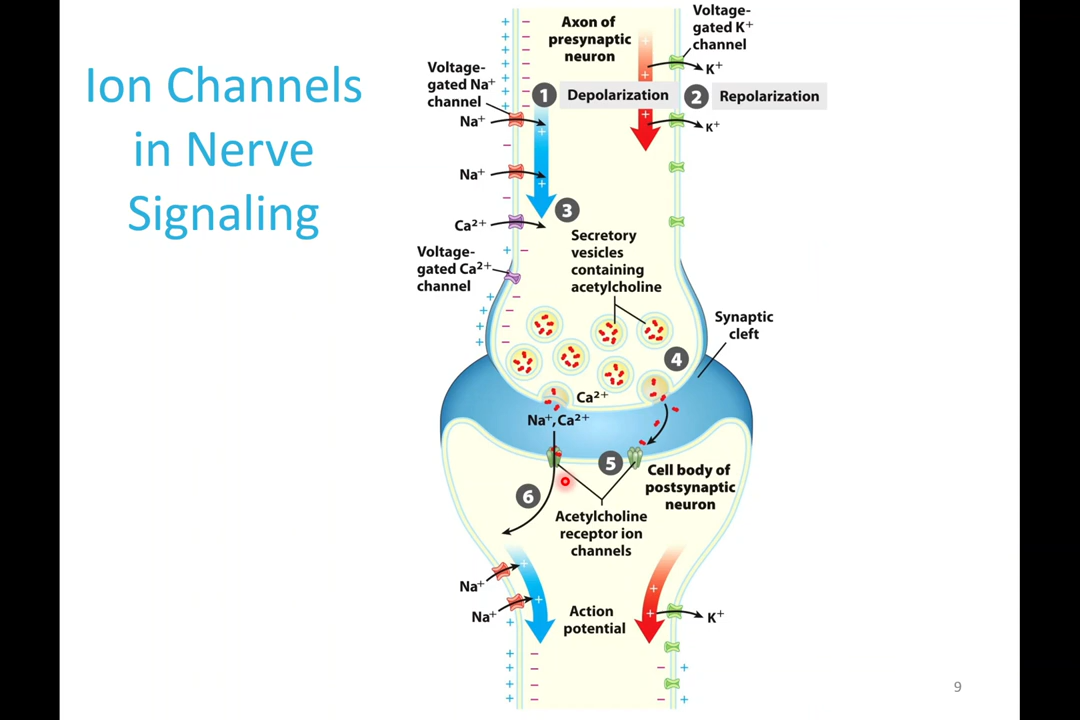 Ion Channels
in Nerve
Signaling
Axon of
presynaptic
neuron
Voltage-
gated K⁺
channel
K⁺
Voltage-
gated Na⁺
channel
1 Depolarization
2 Repolarization
Na⁺
K⁺
Na⁺
3
Ca²⁺
Secretory
vesicles
containing
acetylcholine
Voltage-
gated Ca²⁺
channel
Synaptic
cleft
4
Ca²⁺
Na⁺, Ca²⁺
5
Cell body of
postsynaptic
neuron
6
Acetylcholine
receptor ion
channels
Na⁺
Na⁺
Action
potential
K⁺
9